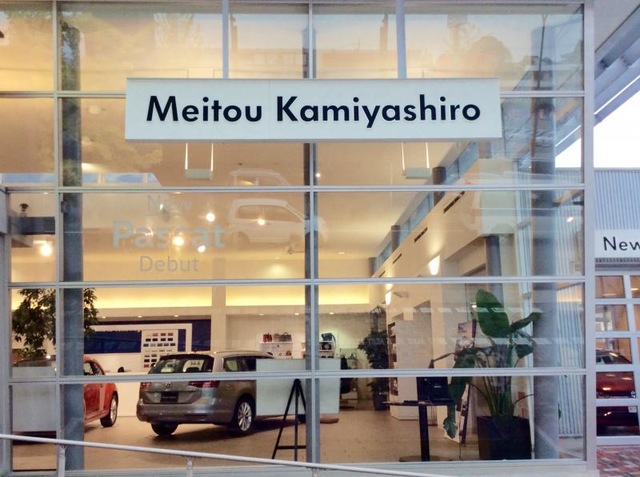 Meitou Kamiyashiro
New
Passat
Debut
New